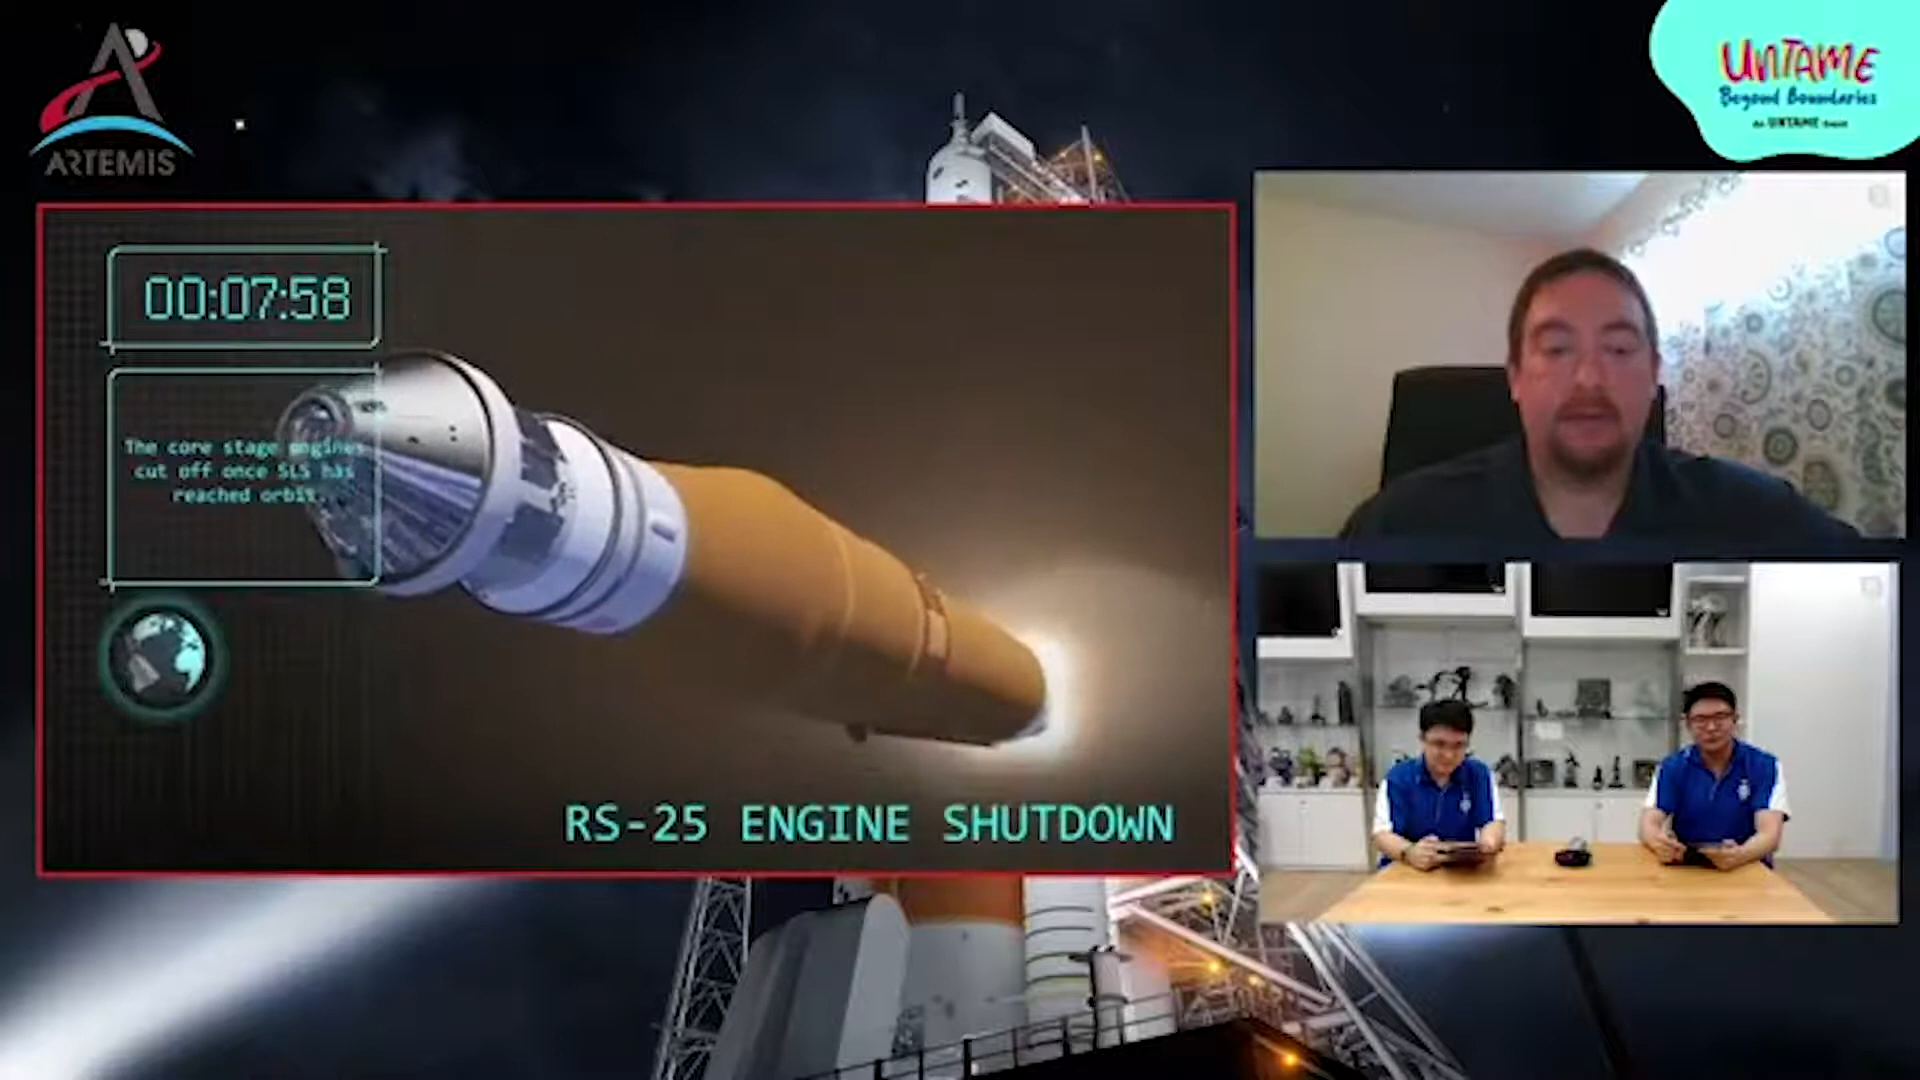 ARTEMIS
UNTAME
Beyond Boundaries
UNTAME
00:07:58
The core stage engines
cut off once SLS has
reached orbit.
RS-25 ENGINE SHUTDOWN